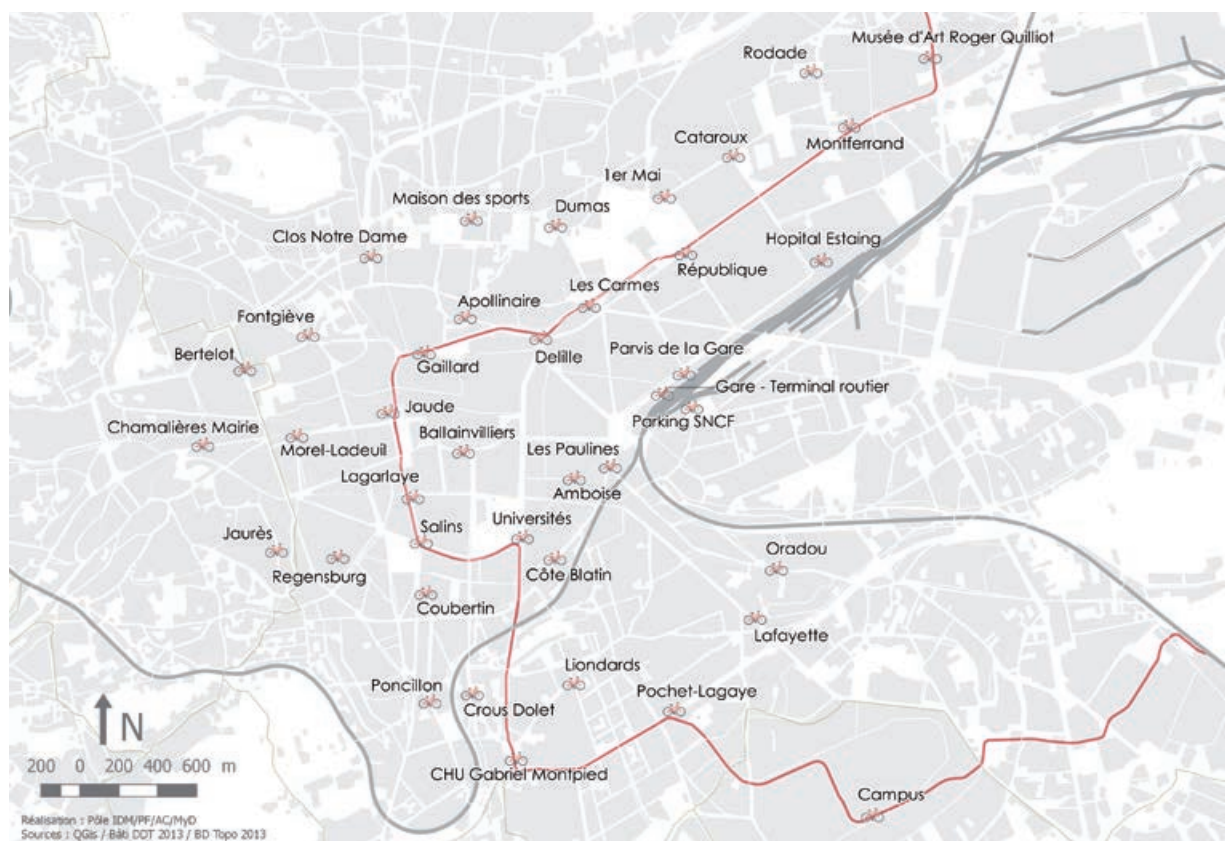 Musée d'Art Roger Quilliot
Rodade
Montferrand
Cataroux
1er Mai
Maison des sports
Dumas
Clos Notre Dame
Hopital Estaing
République
Les Carmes
Apollinaire
Fontgiève
Delille
Bertelot
Gaillard
Parvis de la Gare
Gare - Terminal routier
Jaude
Parking SNCF
Chamalières Mairie
Ballainvilliers
Morel-Ladeuil
Les Paulines
Lagarlaye
Amboise
Universités
Salins
Jaurès
Oradou
Regensburg
Côte Blatin
Coubertin
Lafayette
Liondards
Poncillon
Pochet-Lagaye
Crous Dolet
N
CHU Gabriel Montpied
200 0 200 400 600 m
Campus
Réalisation : Pôle IDM/PF/AC/MyD
Sources : QGis / Bâti DDT 2013 / BD Topo 2013